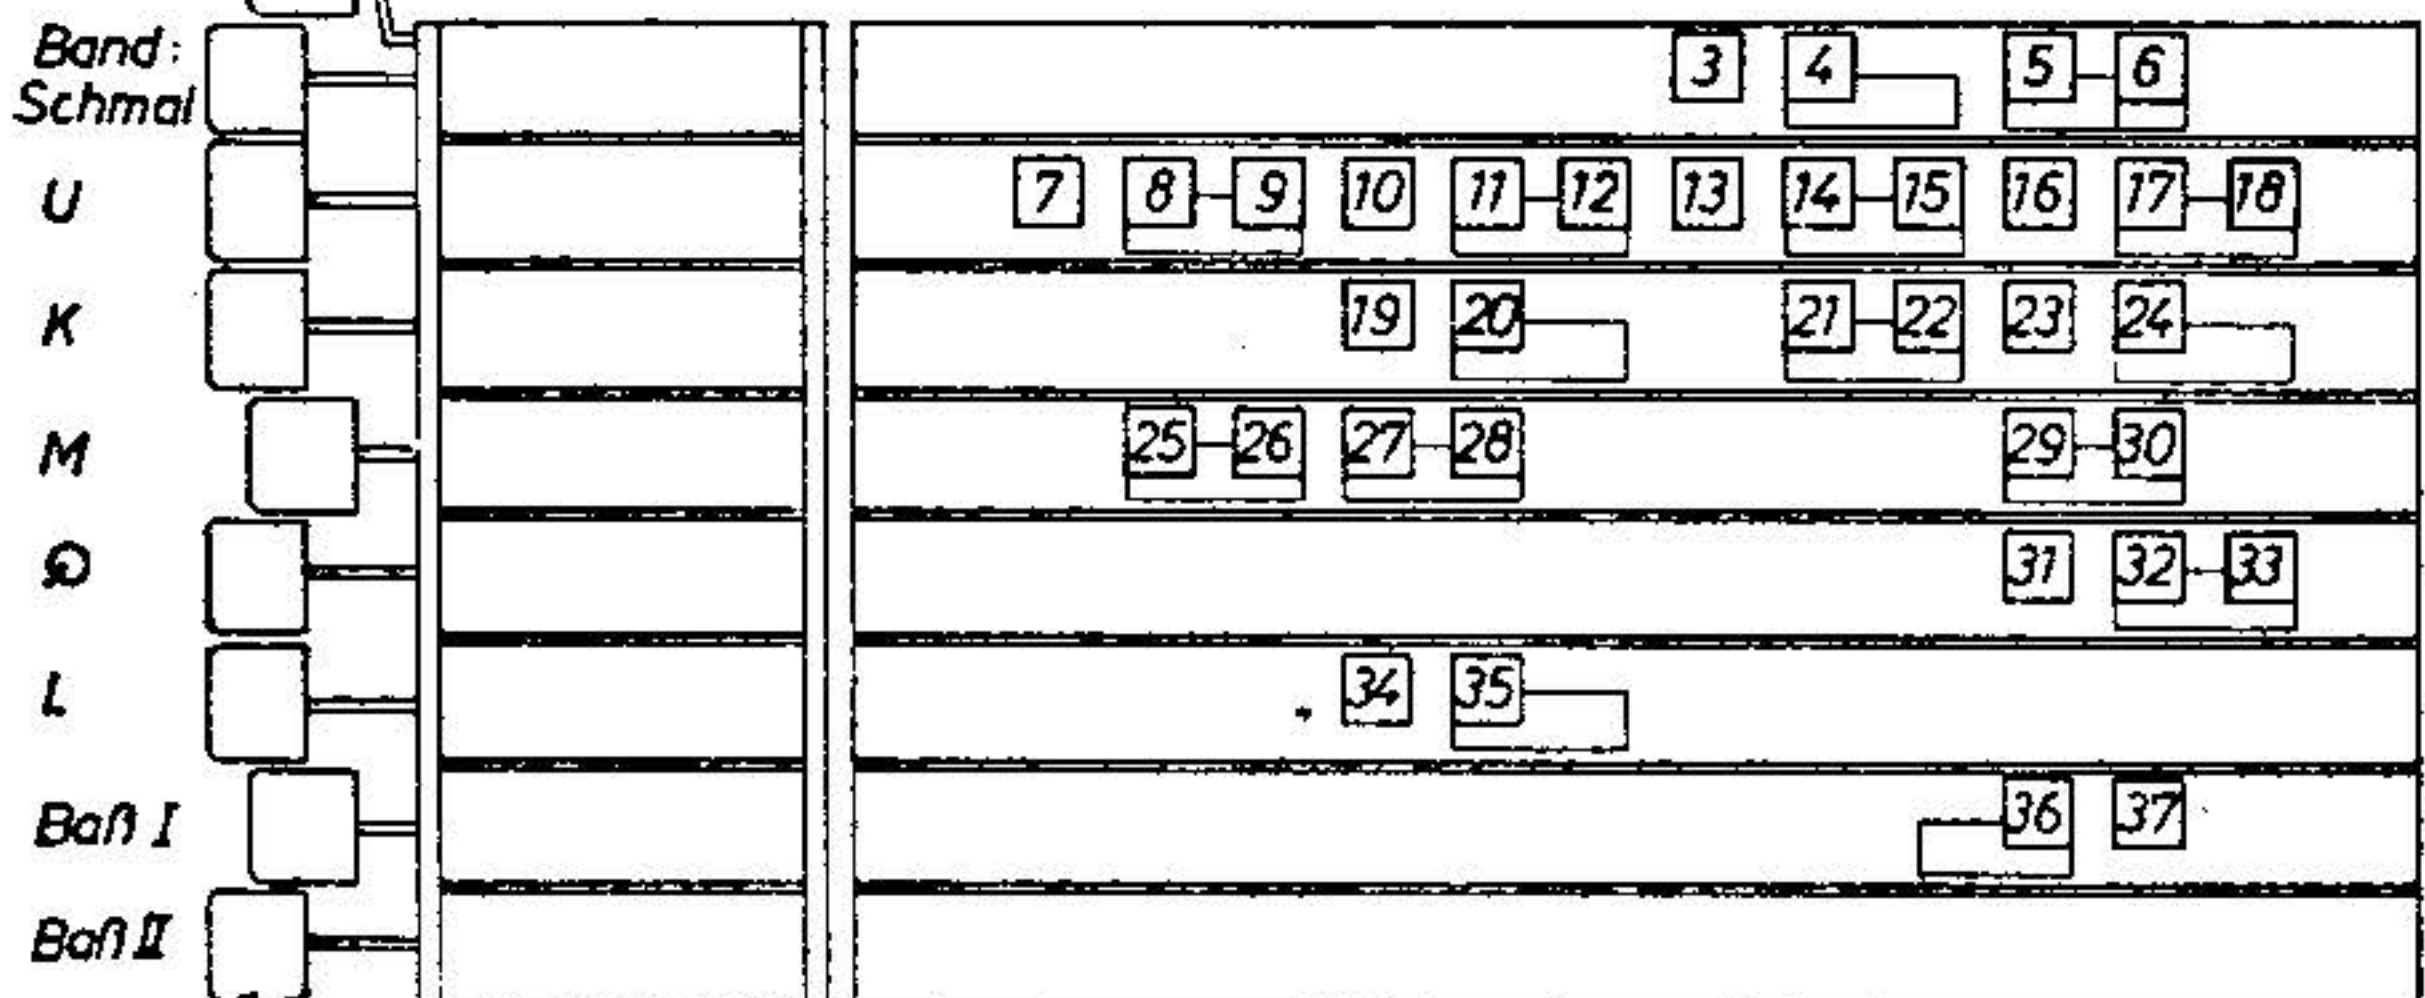 Band:
Schmal
3 4 5 6
U 7 8 9 10 11 12 13 14 15 16 17 18
K 19 20 21 22 23 24
M 25 26 27 28 29 30
31 32 33
L 34 35
Baß I 36 37
Baß II